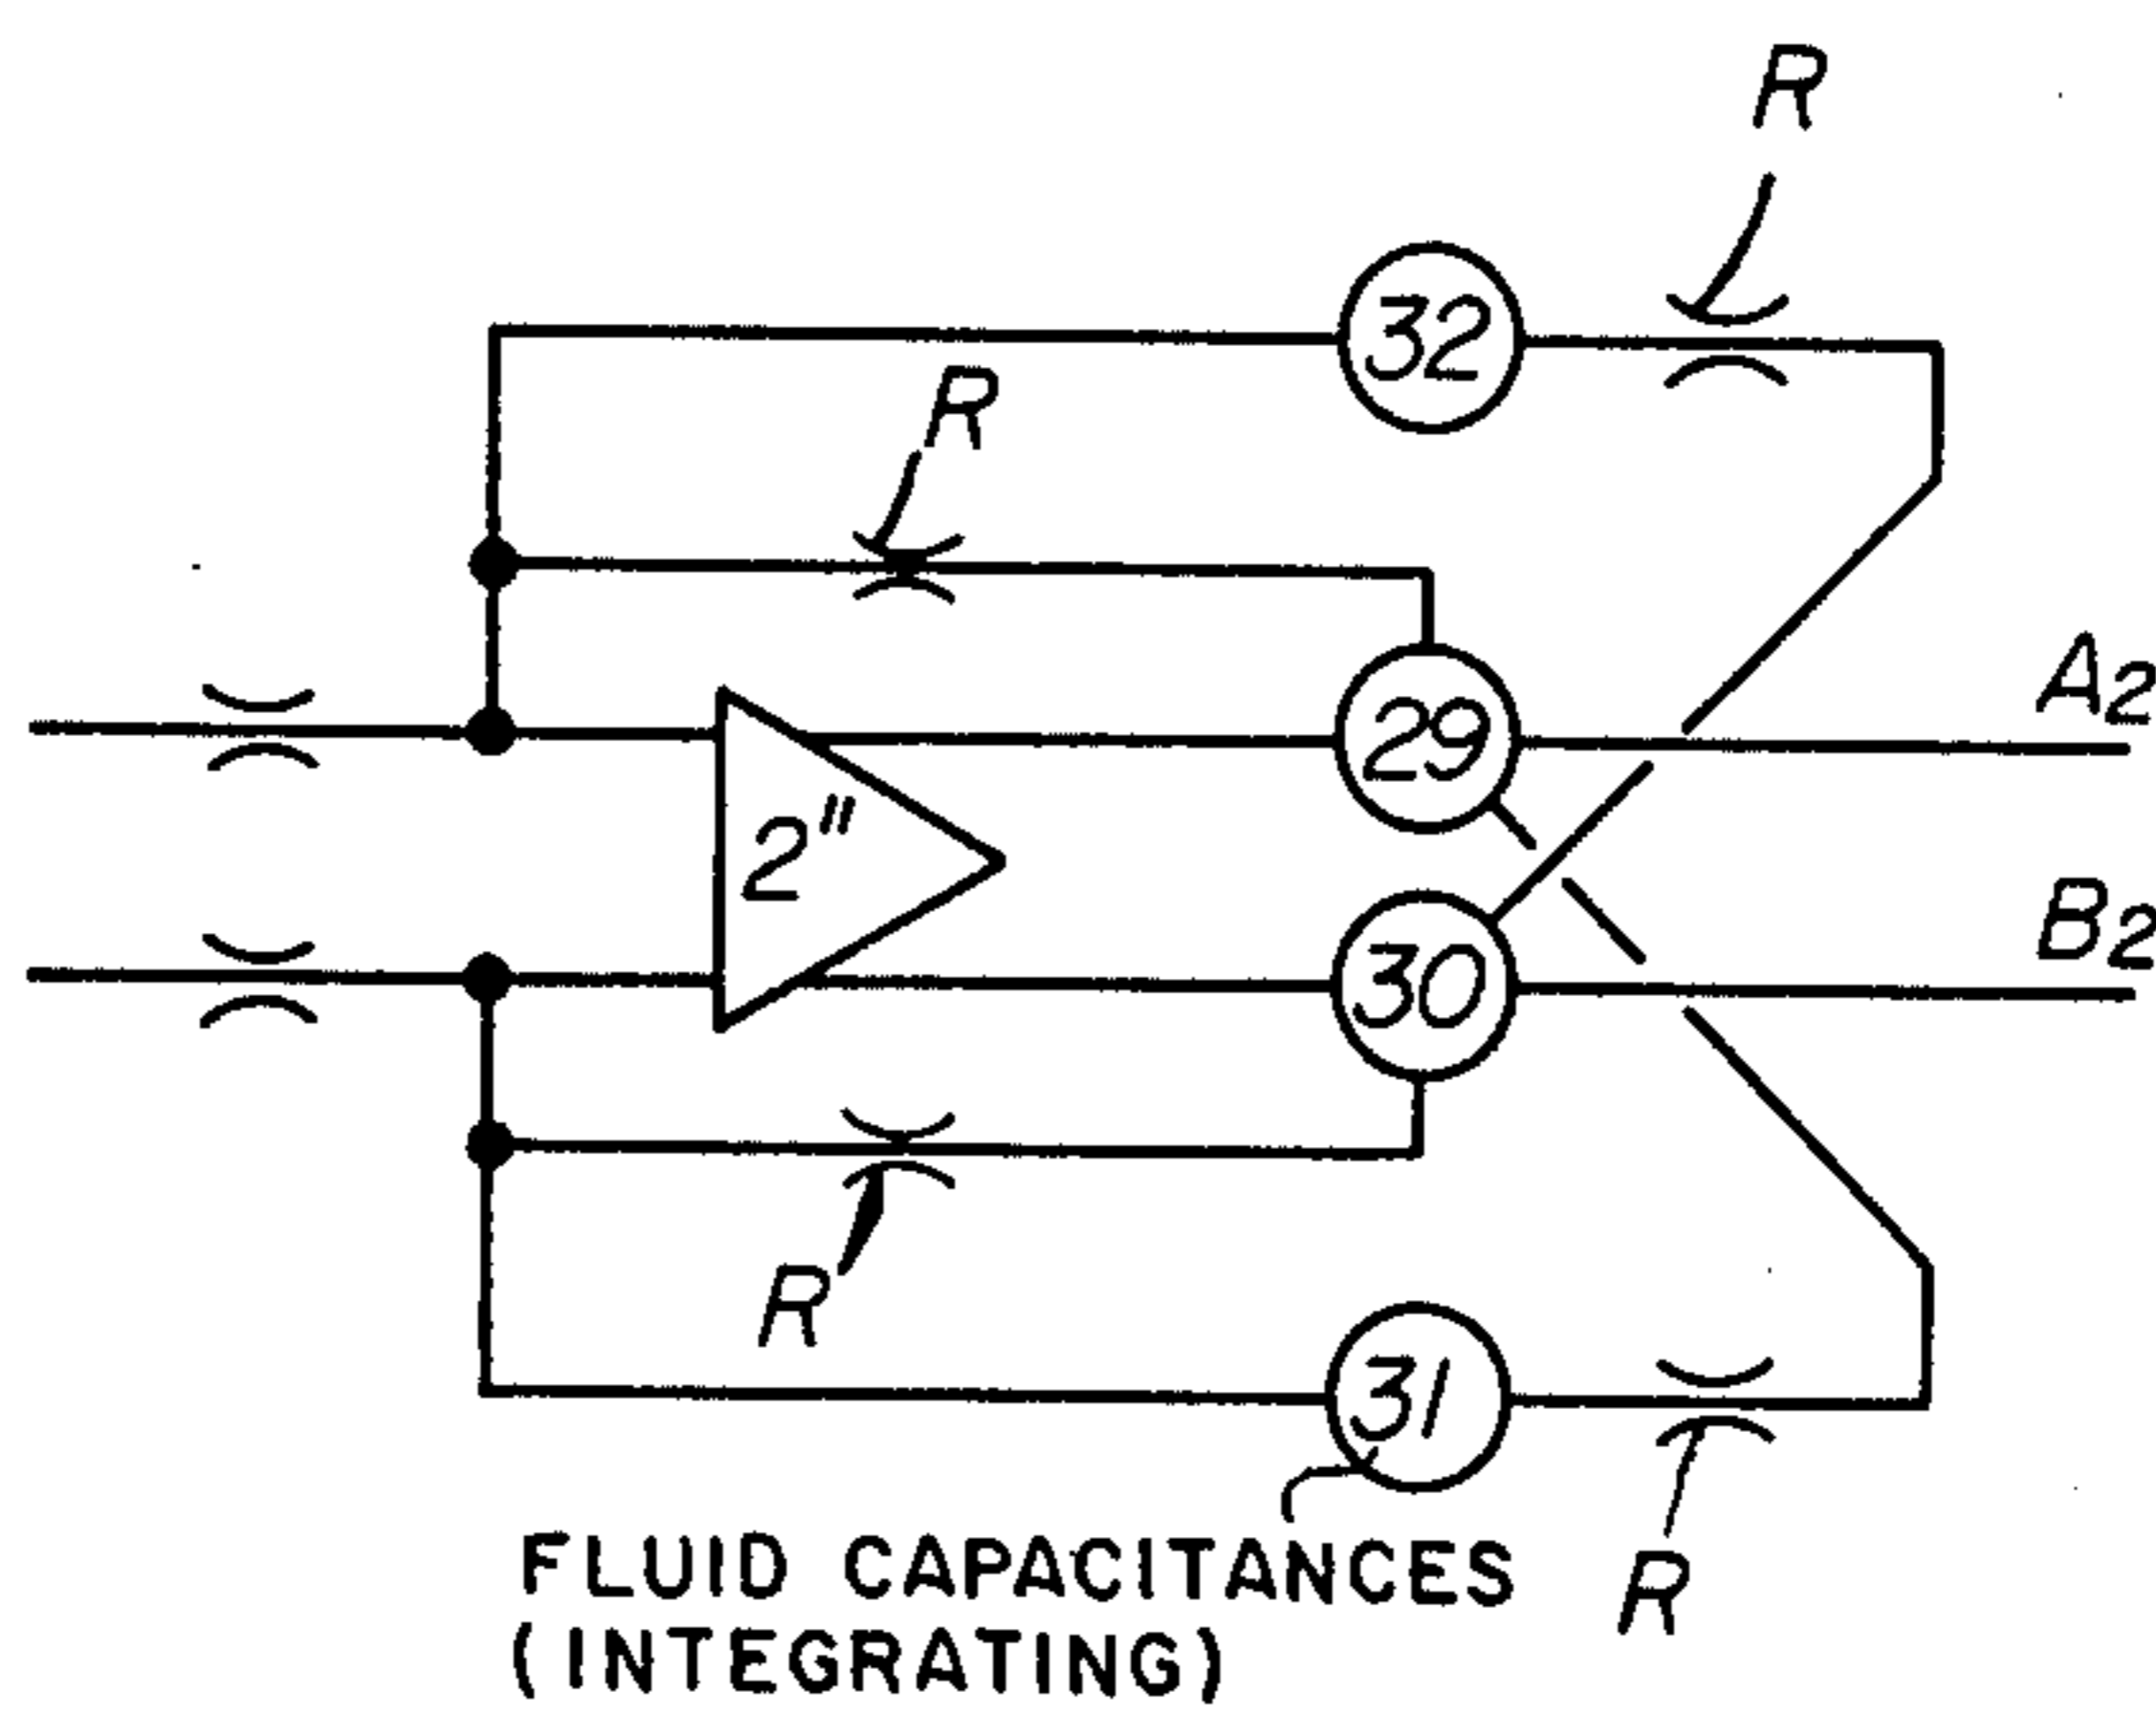 R
32
R
29
A2
2"
30
B2
R
31
FLUID CAPACITANCES
(INTEGRATING)
R